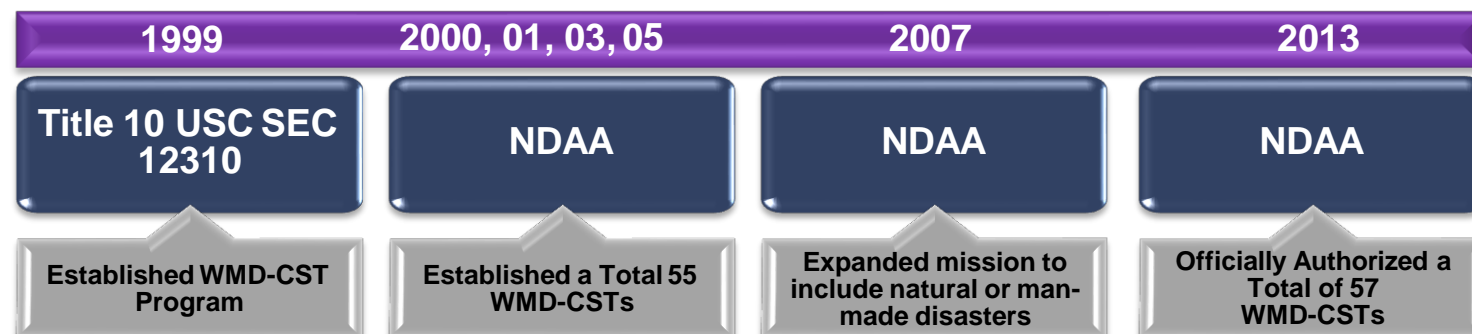 1999
2000, 01, 03, 05
2007
2013
Title 10 USC SEC
12310
NDAA
NDAA
NDAA
Established WMD-CST
Program
Established a Total 55
WMD-CSTs
Expanded mission to
include natural or man-
made disasters
Officially Authorized a
Total of 57
WMD-CSTs